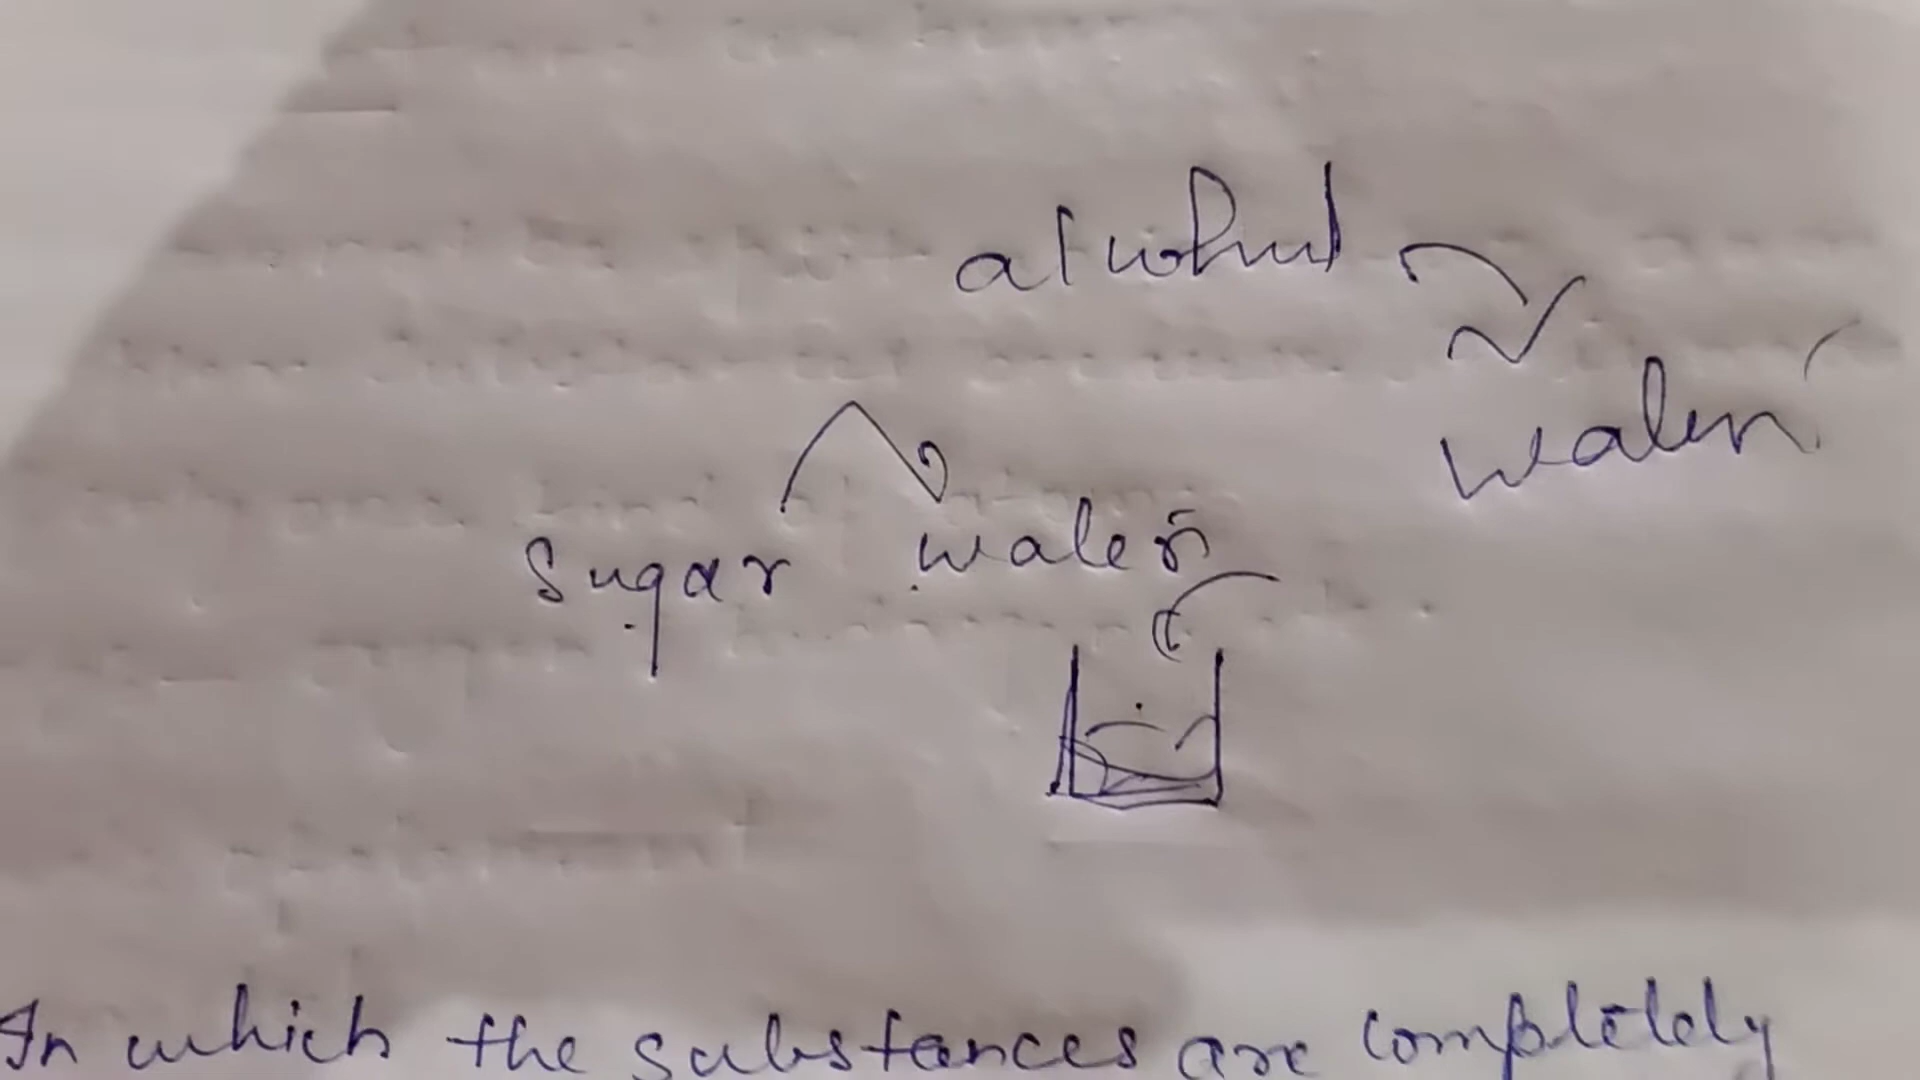 alcohol
water
sugar water
In which the substances are completely